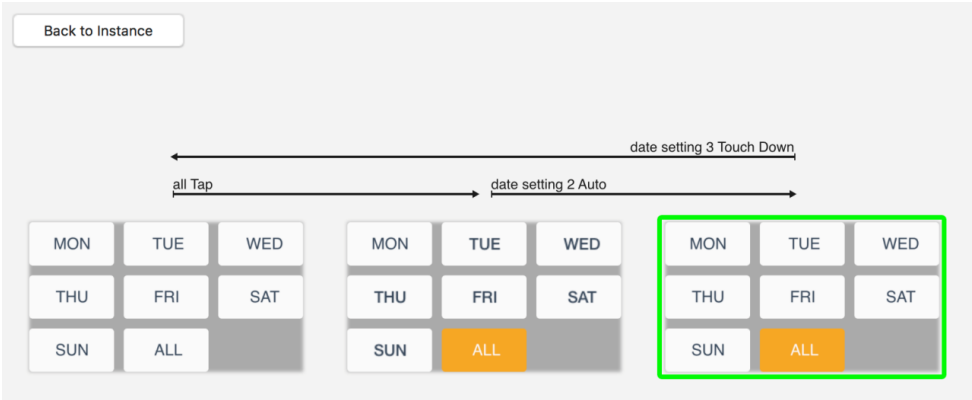 Back to Instance
date setting 3 Touch Down
all Tap
date setting 2 Auto
MON TUE WED
THU FRI SAT
SUN ALL
MON TUE WED
THU FRI SAT
SUN ALL
MON TUE WED
THU FRI SAT
SUN ALL